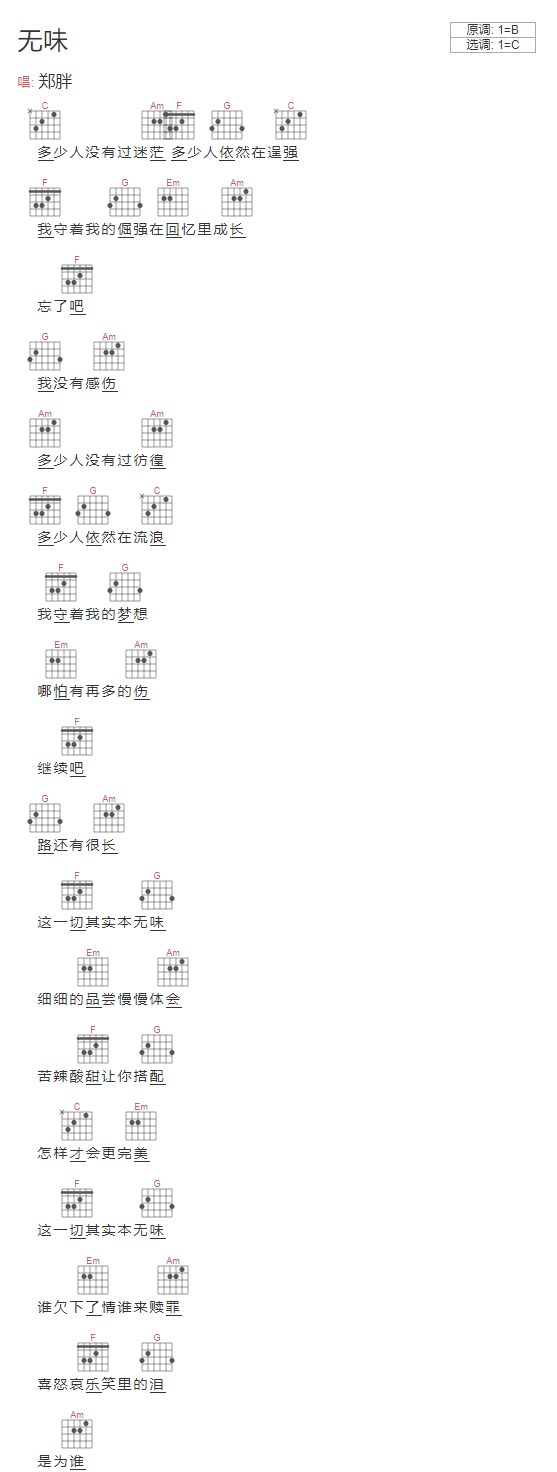 无味
原调: 1=B
选调: 1=C
唱: 郑胖
C Am F G C
多少人没有过迷茫 多少人依然在逞强
F G Em Am
我守着我的倔强在回忆里成长
F
忘了吧
G Am
我没有感伤
Am Am
多少人没有过彷徨
F G C
多少人依然在流浪
F G
我守着我的梦想
Em Am
哪怕有再多的伤
F
继续吧
G Am
路还有很长
F G
这一切其实本无味
Em Am
细细的品尝慢慢体会
F G
苦辣酸甜让你搭配
C Em
怎样才会更完美
F G
这一切其实本无味
Em Am
谁欠下了情谁来赎罪
F G
喜怒哀乐笑里的泪
Am
是为谁